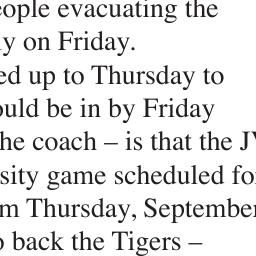 eople evacuating the
y on Friday.
ed up to Thursday to
ould be in by Friday
he coach – is that the JV
sity game scheduled fo
m Thursday, September
o back the Tigers –